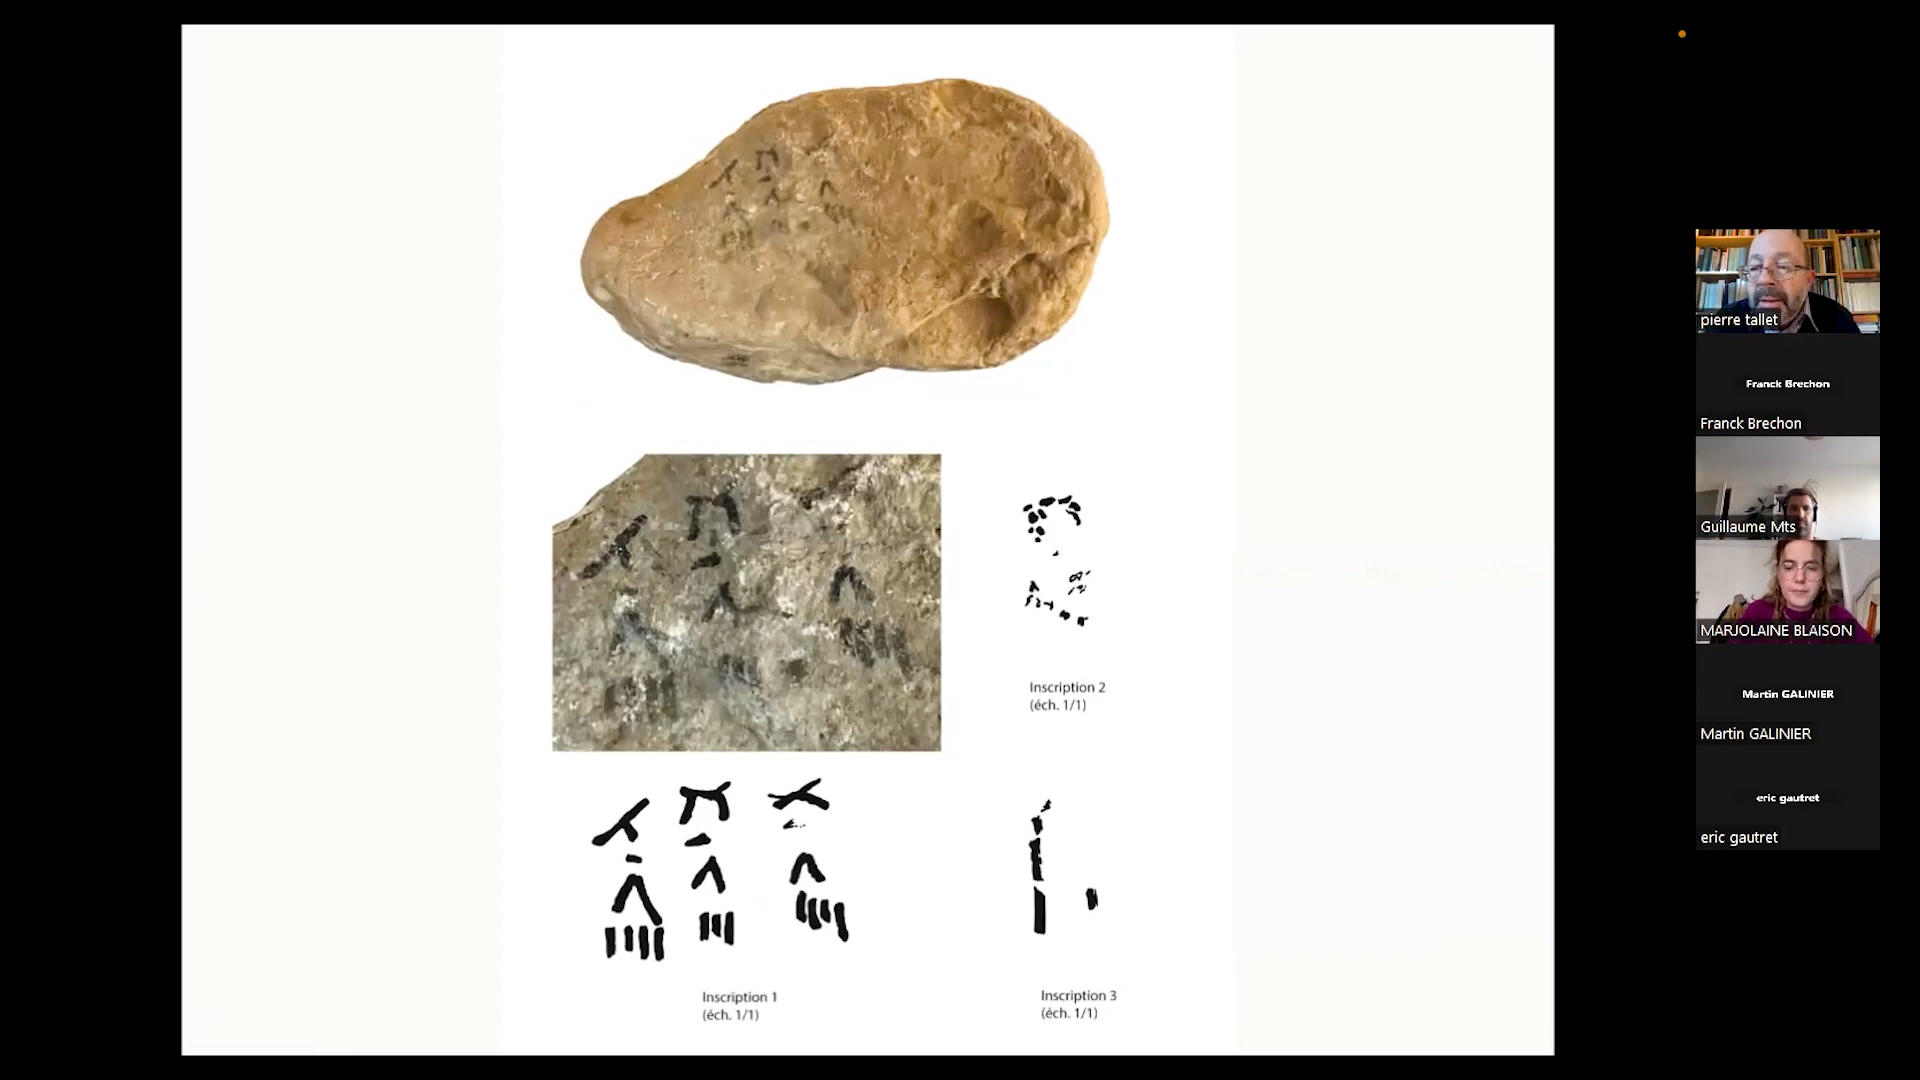 Inscription 2
(éch. 1/1)
Inscription 1
(éch. 1/1)
Inscription 3
(éch. 1/1)
pierre tallet
Franck Brechon
Franck Brechon
Guillaume Mts
MARJOLAINE BLAISON
Martin GALINIER
Martin GALINIER
eric gautret
eric gautret